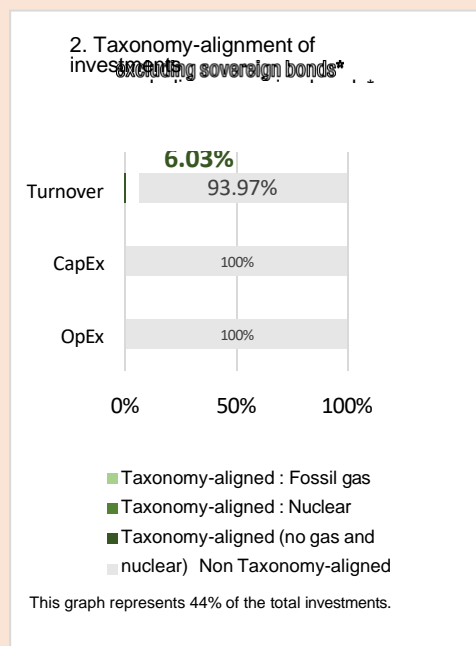 2. Taxonomy-alignment of
investments
excluding sovereign bonds*
6.03%
Turnover
93.97%
CapEx
100%
OpEx
100%
0% 50% 100%
Taxonomy-aligned : Fossil gas
Taxonomy-aligned : Nuclear
Taxonomy-aligned (no gas and
nuclear) Non Taxonomy-aligned
This graph represents 44% of the total investments.